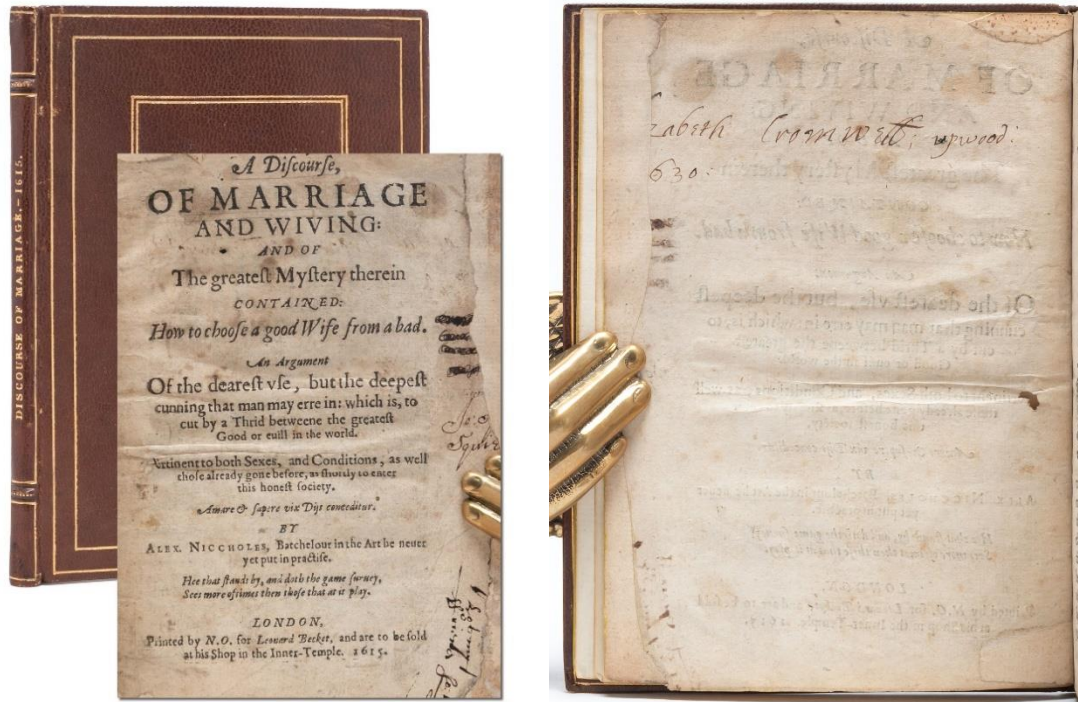 DISCOURSE OF MARRIAGE.–1615.
A Diſcourſe,
OF MARRIAGE
AND WIVING:
AND OF
The greateſt Myſtery therein
CONTAINED:
How to chooſe a good Wife from a bad.
An Argument
Of the deareſt vſe, but the deepeſt
cunning that man may erre in: which is, to
cut by a Thrid betweene the greateſt
Good or euill in the world.
ertinent to both Sexes, and Conditions, as well
thoſe already gone before, as ſhortly to enter
this honeſt ſociety.
Amare & ſapere vix Dijs conceditur.
BY
ALEX. NICCHOLES, Batchelour in the Art he neuer
yet put in practiſe.
Hee that ſtands by, and doth the game ſuruey,
Sees more oftimes then thoſe that at it play.
LONDON,
Printed by N.O. for Leonard Becket, and are to be ſold
at his Shop in the Inner-Temple. 1615.
zabeth Cromwell: upwood:
630: